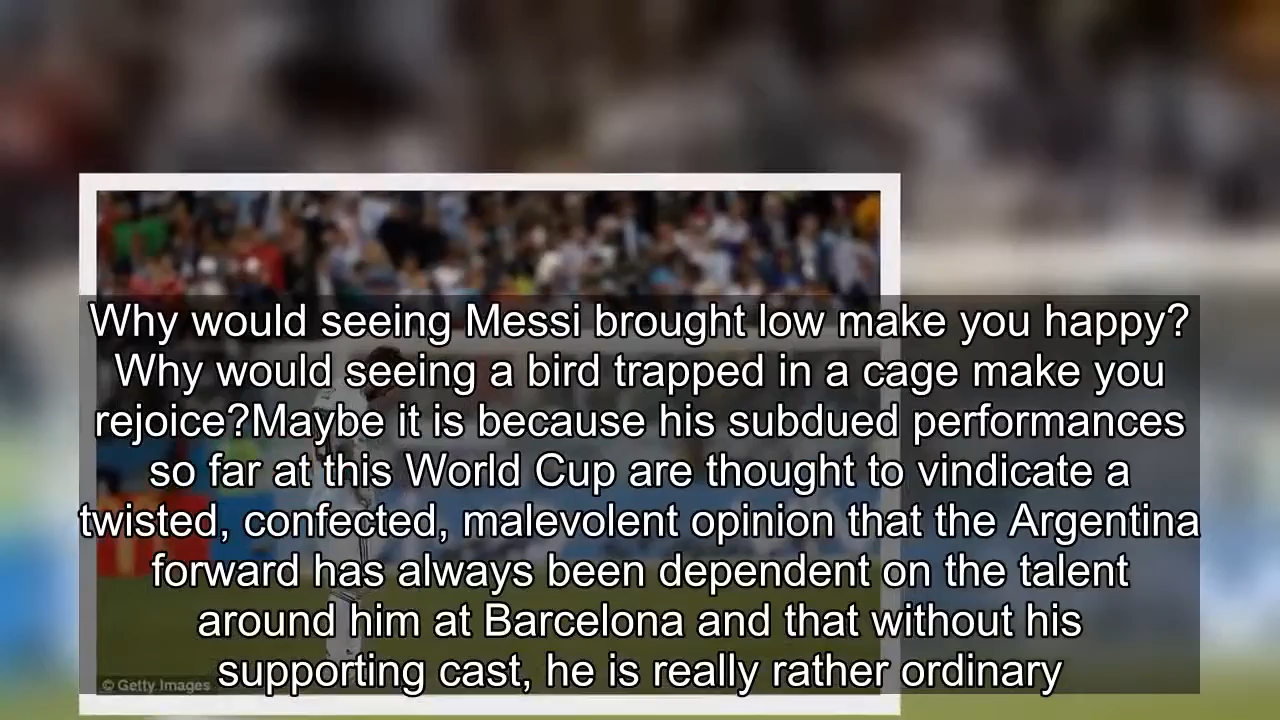 Why would seeing Messi brought low make you happy?
Why would seeing a bird trapped in a cage make you
rejoice?Maybe it is because his subdued performances
so far at this World Cup are thought to vindicate a
twisted, confected, malevolent opinion that the Argentina
forward has always been dependent on the talent
around him at Barcelona and that without his
supporting cast, he is really rather ordinary
© Getty Images